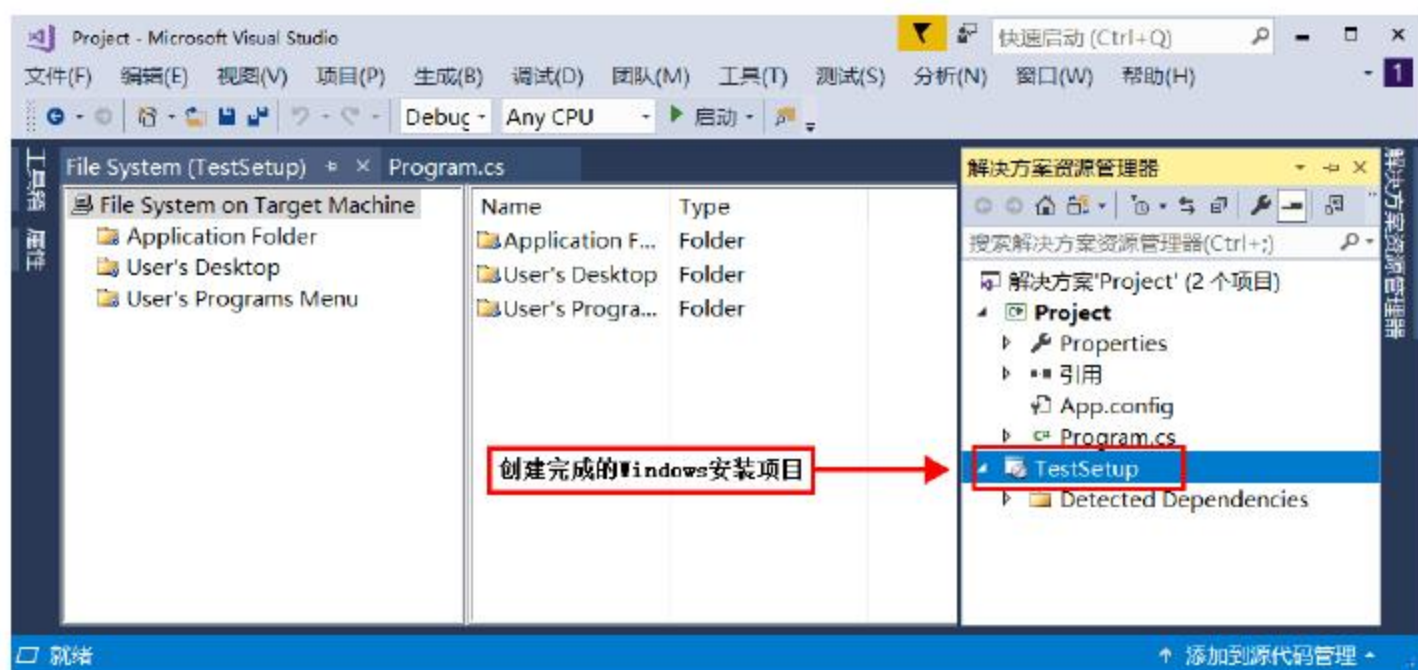 Project - Microsoft Visual Studio
快速启动 (Ctrl+Q)
文件(F) 编辑(E) 视图(V) 项目(P) 生成(B) 调试(D) 团队(M) 工具(T) 测试(S) 分析(N) 窗口(W) 帮助(H) 1
Debug Any CPU 启动
工具箱
属性
File System (TestSetup) Program.cs
File System on Target Machine
Application Folder
User's Desktop
User's Programs Menu
Name Type
Application F... Folder
User's Desktop Folder
User's Progra... Folder
创建完成的Windows安装项目
解决方案资源管理器
搜索解决方案资源管理器(Ctrl+;)
解决方案'Project' (2 个项目)
Project
Properties
引用
App.config
Program.cs
TestSetup
Detected Dependencies
解决方案资源管理器
就绪
添加到源代码管理